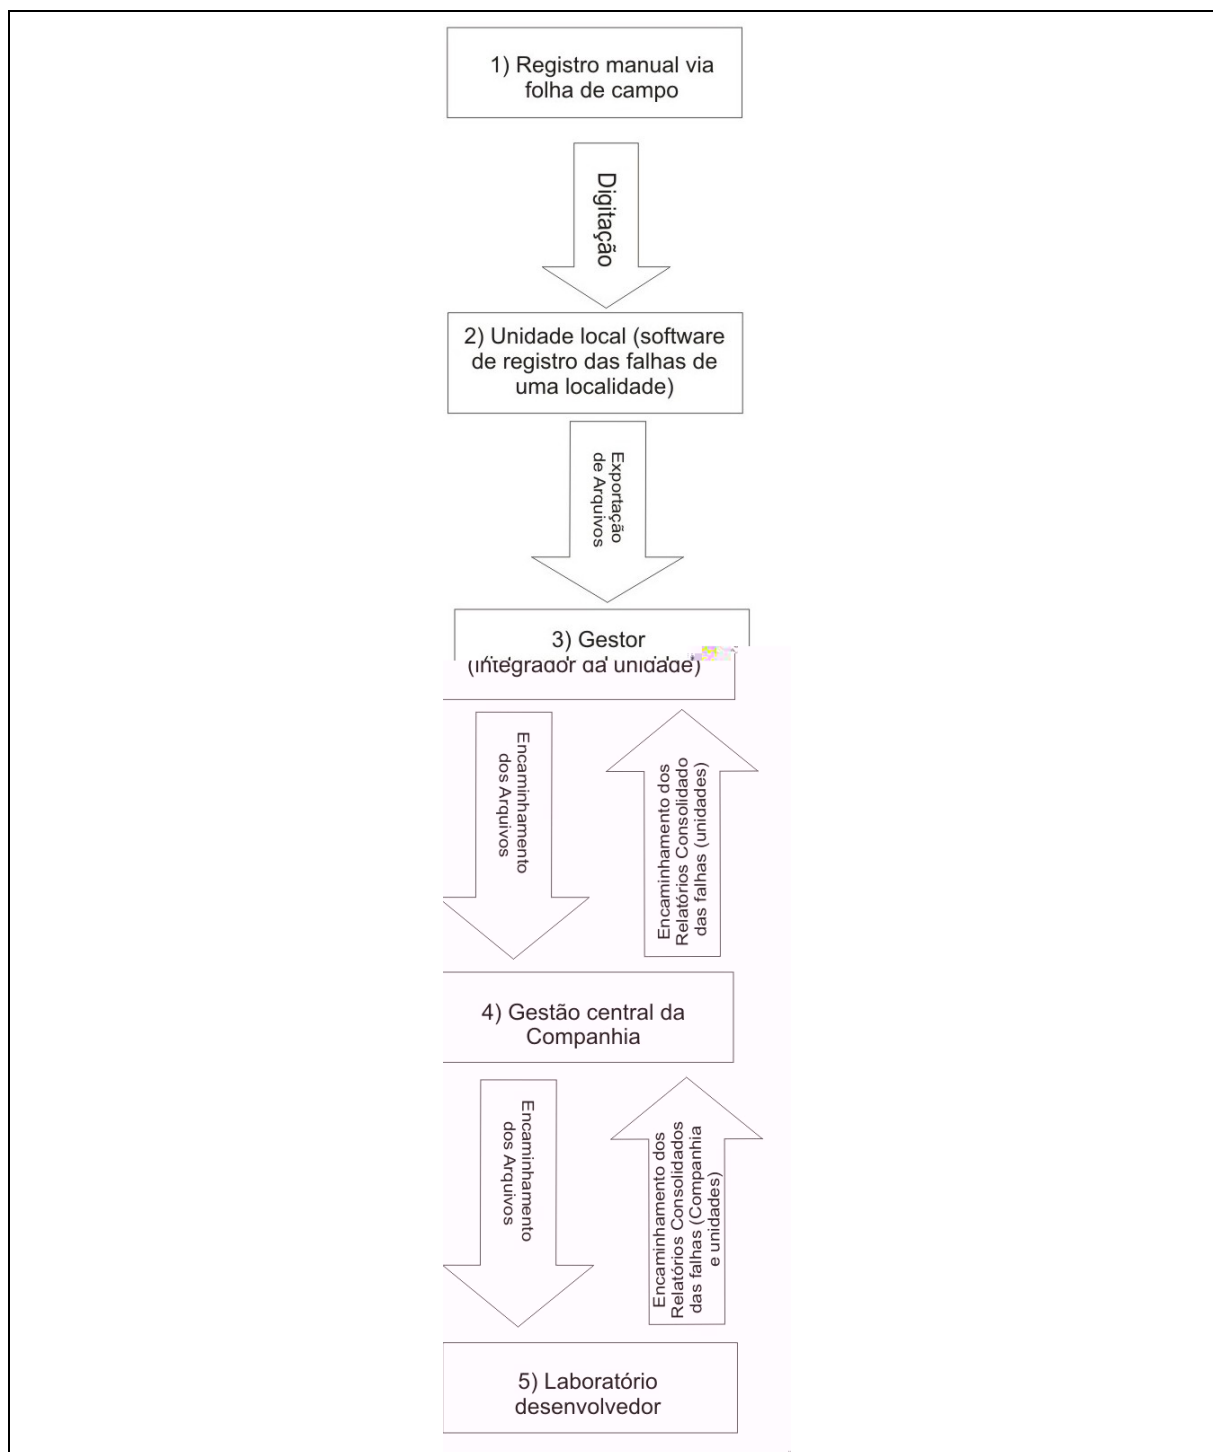 1) Registro manual via
folha de campo
Digitação
2) Unidade local (software
de registro das falhas de
uma localidade)
Exportação
de Arquivos
3) Gestor
(integrador da unidade)
Encaminhamento
dos Arquivos
Encaminhamento dos
Relatórios Consolidado
das falhas (unidades)
4) Gestão central da
Companhia
Encaminhamento
dos Arquivos
Encaminhamento dos
Relatórios Consolidados
das falhas (Companhia
e unidades)
5) Laboratório
desenvolvedor